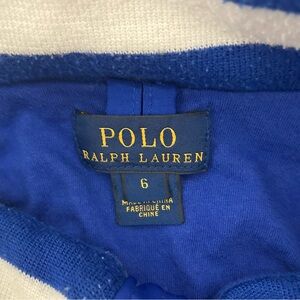 POLO
RALPH LAUREN
6
MADE IN CHINA
FABRIQUÉ EN
CHINE